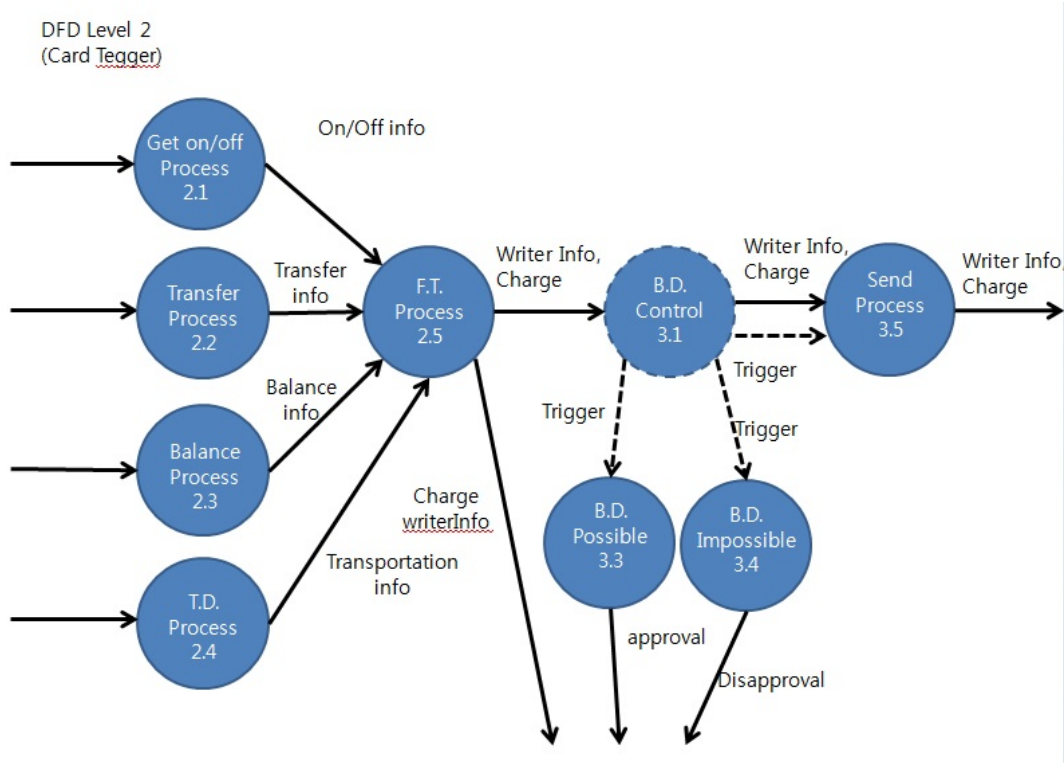 DFD Level 2
(Card Tegger)
Get on/off
Process
2.1
On/Off info
Transfer
Process
2.2
Transfer
info
Balance
Process
2.3
Balance
info
T.D.
Process
2.4
Transportation
info
F.T.
Process
2.5
Writer Info,
Charge
Charge
writerInfo
B.D.
Control
3.1
Writer Info,
Charge
Trigger
Trigger
Trigger
Send
Process
3.5
Writer Info,
Charge
B.D.
Possible
3.3
B.D.
Impossible
3.4
approval
Disapproval